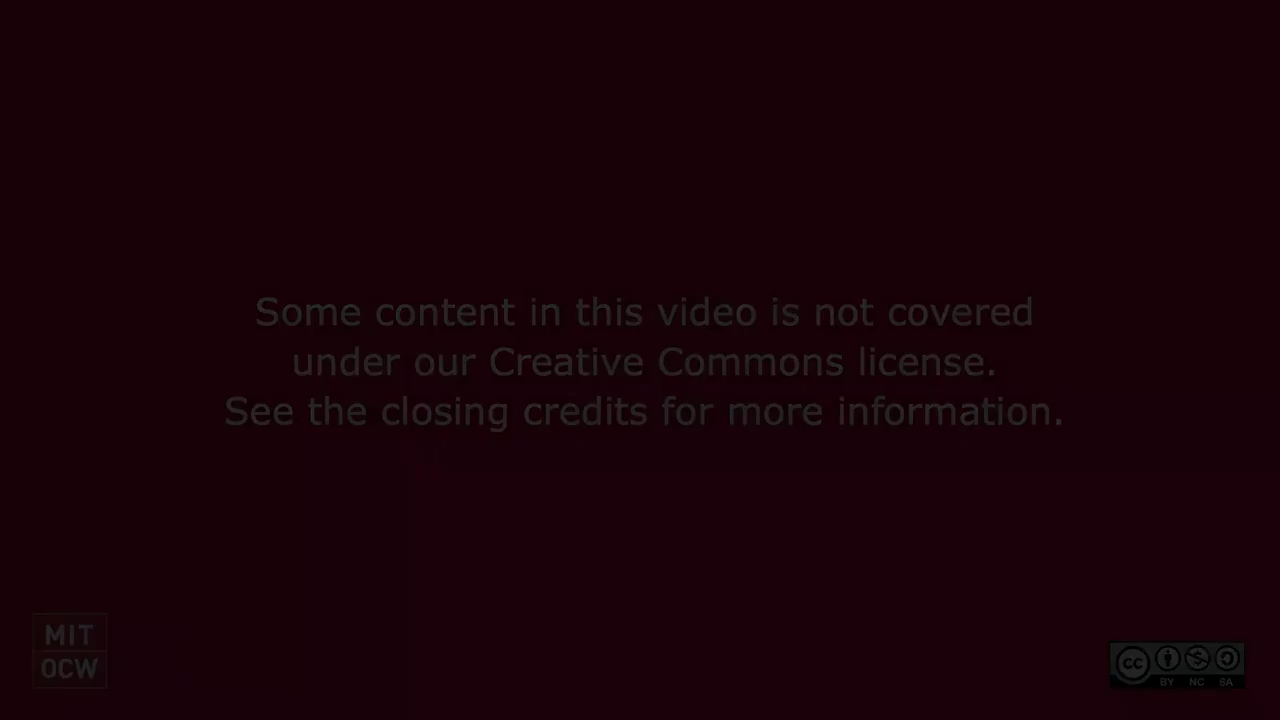 Some content in this video is not covered
under our Creative Commons license.
See the closing credits for more information.
MIT
OCW
cc
BY NC SA